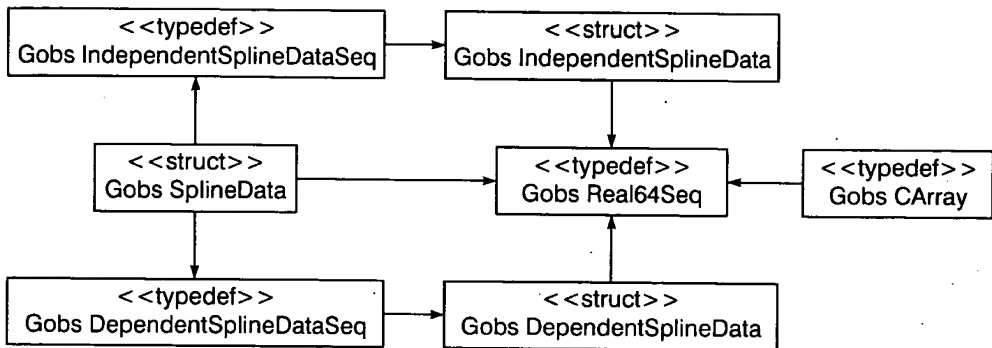 <<typedef>>
Gobs IndependentSplineDataSeq
<<struct>>
Gobs IndependentSplineData
<<struct>>
Gobs SplineData
<<typedef>>
Gobs Real64Seq
<<typedef>>
Gobs CArray
<<typedef>>
Gobs DependentSplineDataSeq
<<struct>>
Gobs DependentSplineData